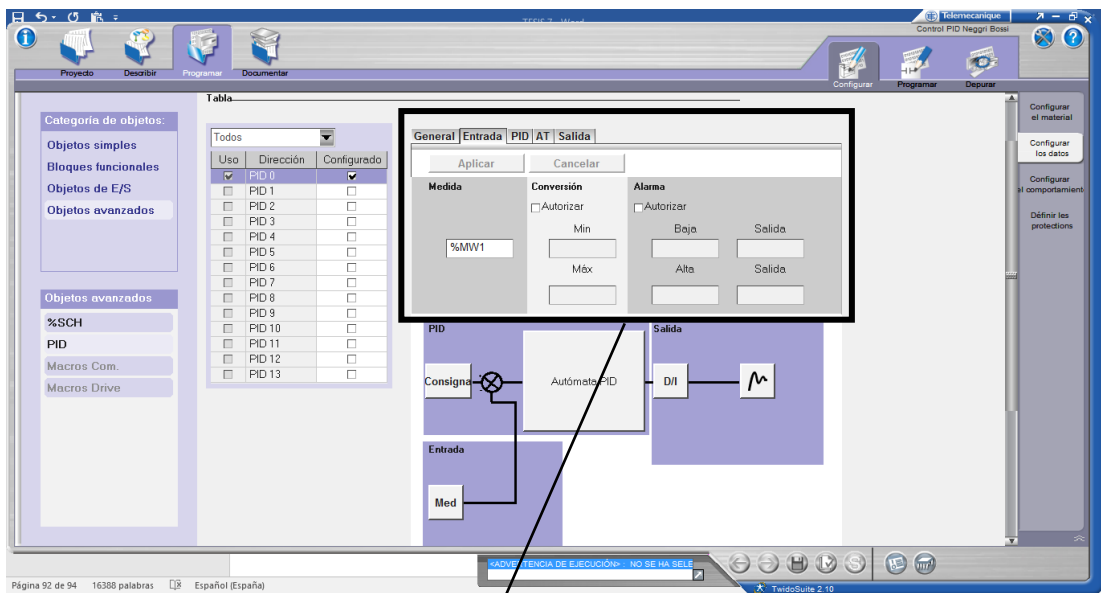 TESIS 7 - Word
Telemecanique
Control PID Neggri Bossi
Proyecto Describir Programar Documentar
Configurar Programar Depurar
Tabla
Categoría de objetos:
Objetos simples
Bloques funcionales
Objetos de E/S
Objetos avanzados
Objetos avanzados
%SCH
PID
Macros Com.
Macros Drive
Todos
Uso Dirección Configurado
PID 0
PID 1
PID 2
PID 3
PID 4
PID 5
PID 6
PID 7
PID 8
PID 9
PID 10
PID 11
PID 12
PID 13
General Entrada PID AT Salida
Aplicar Cancelar
Medida Conversión Alarma
Autorizar Autorizar
Min Baja Salida
%MW1
Máx Alta Salida
PID Salida
Consigna Autómata PID D/I
Entrada
Med
Configurar
el material
Configurar
los datos
Configurar
el comportamient
Définir les
protections
<ADVERTENCIA DE EJECUCIÓN> : NO SE HA SELE
TwidoSuite 2.10
Página 92 de 94 16388 palabras Español (España)